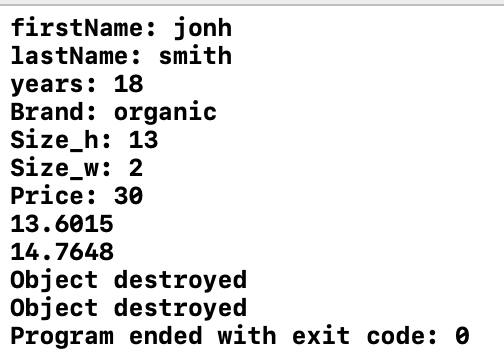 firstName: jonh
lastName: smith
years: 18
Brand: organic
Size_h: 13
Size_w: 2
Price: 30
13.6015
14.7648
Object destroyed
Object destroyed
Program ended with exit code: 0